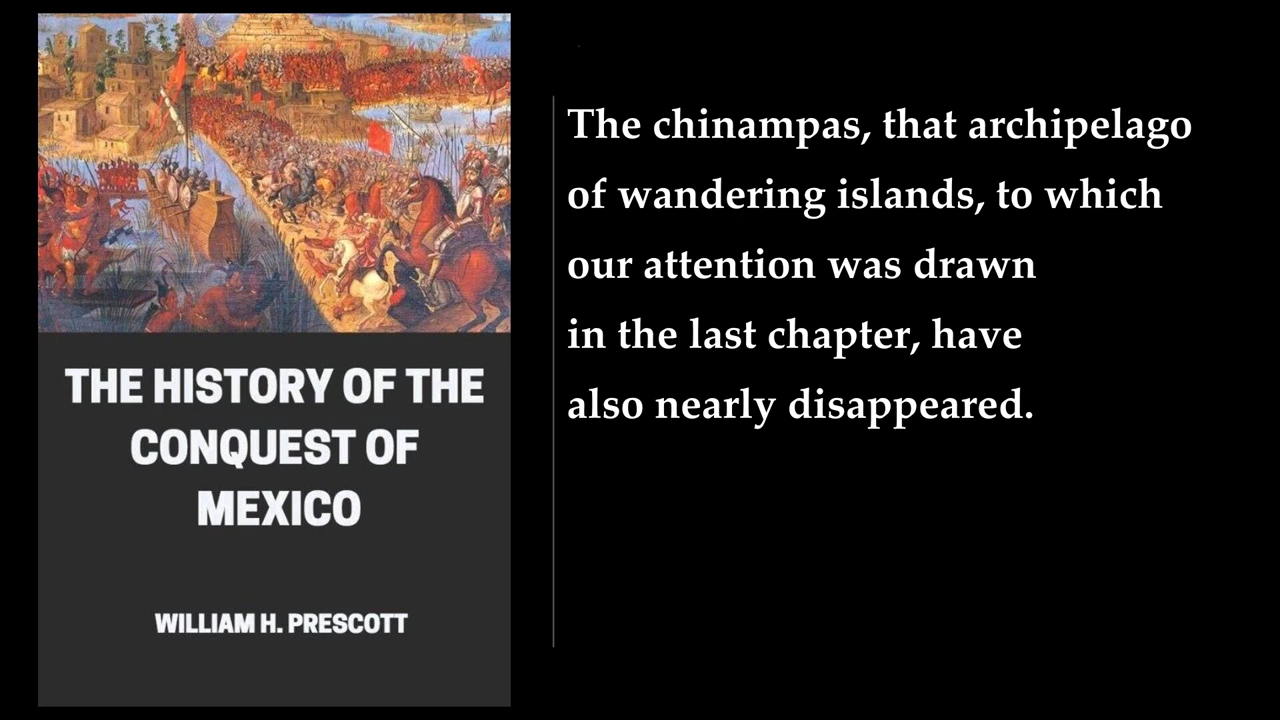 THE HISTORY OF THE
CONQUEST OF
MEXICO
WILLIAM H. PRESCOTT
The chinampas, that archipelago
of wandering islands, to which
our attention was drawn
in the last chapter, have
also nearly disappeared.